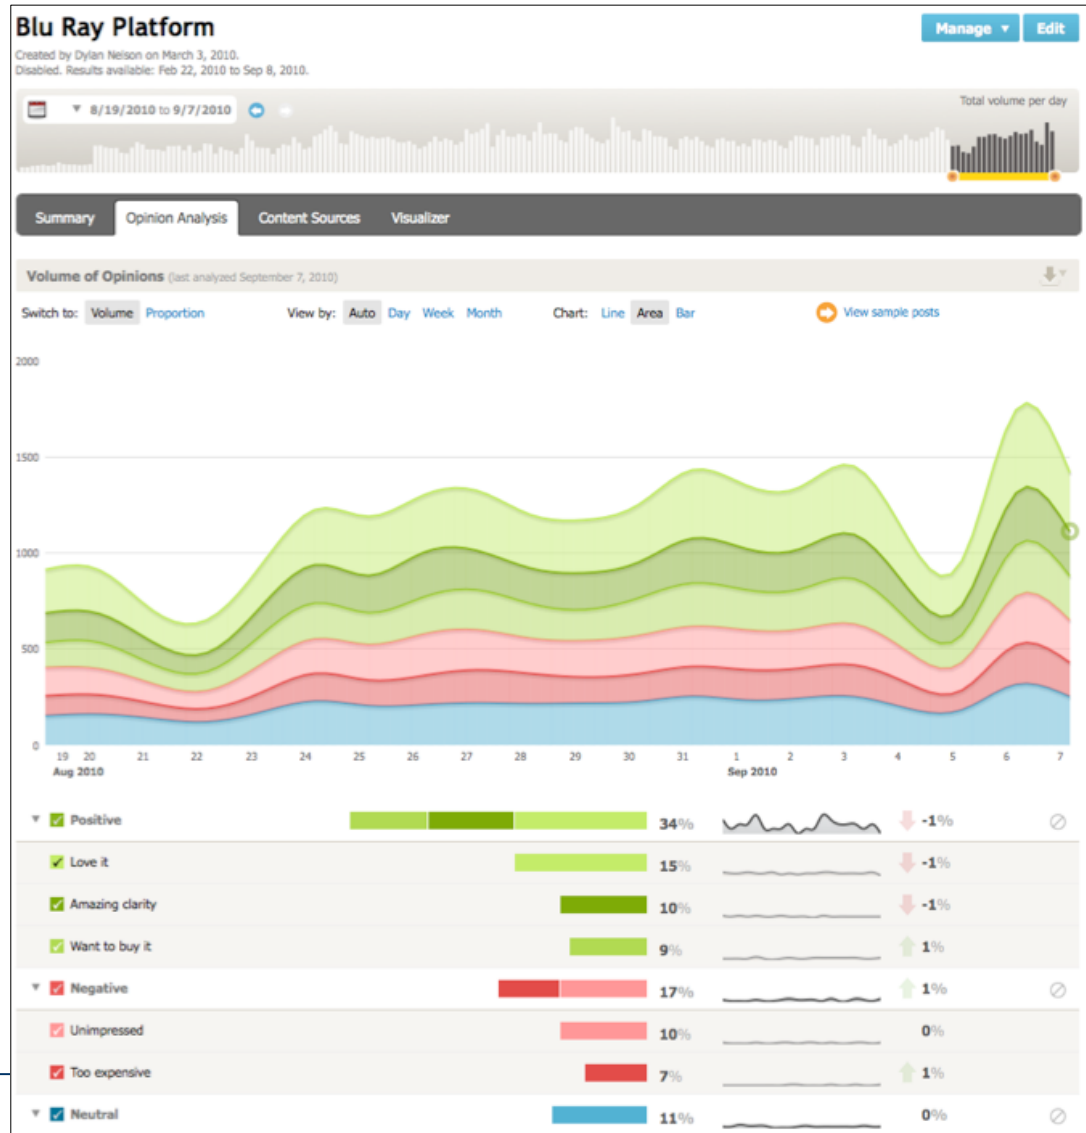 Blu Ray Platform
Manage Edit
Created by Dylan Nelson on March 3, 2010.
Disabled. Results available: Feb 22, 2010 to Sep 8, 2010.
8/19/2010 to 9/7/2010 Total volume per day
Summary Opinion Analysis Content Sources Visualizer
Volume of Opinions (last analyzed September 7, 2010)
Switch to: Volume Proportion View by: Auto Day Week Month Chart: Line Area Bar View sample posts
2000
1500
1000
500
0
19 20 21 22 23 24 25 26 27 28 29 30 31 1 2 3 4 5 6 7
Aug 2010 Sep 2010
Positive 34% -1%
Love it 15% -1%
Amazing clarity 10% -1%
Want to buy it 9% 1%
Negative 17% 1%
Unimpressed 10% 0%
Too expensive 7% 1%
Neutral 11% 0%